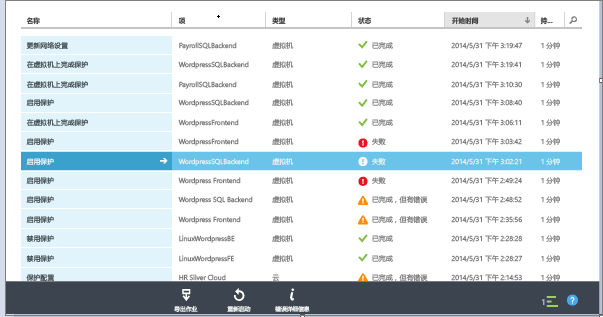 名称 项 类型 状态 开始时间 持...
更新网络设置 PayrollSQLBackend 虚拟机 已完成 2014/5/31 下午 3:19:47 1 分钟
在虚拟机上完成保护 WordpressSQLBackend 虚拟机 已完成 2014/5/31 下午 3:19:41 1 分钟
在虚拟机上完成保护 PayrollSQLBackend 虚拟机 已完成 2014/5/31 下午 3:10:30 1 分钟
启用保护 WordpressSQLBackend 虚拟机 已完成 2014/5/31 下午 3:08:40 1 分钟
在虚拟机上完成保护 WordpressFrontend 虚拟机 已完成 2014/5/31 下午 3:06:11 1 分钟
启用保护 WordpressFrontend 虚拟机 失败 2014/5/31 下午 3:03:42 1 分钟
启用保护 WordpressSQLBackend 虚拟机 失败 2014/5/31 下午 3:02:21 1 分钟
启用保护 Wordpress Frontend 虚拟机 失败 2014/5/31 下午 2:49:24 1 分钟
启用保护 Wordpress SQL Backend 虚拟机 已完成，但有错误 2014/5/31 下午 2:48:52 1 分钟
启用保护 Wordpress Frontend 虚拟机 已完成，但有错误 2014/5/31 下午 2:35:56 1 分钟
禁用保护 LinuxWordpressBE 虚拟机 已完成 2014/5/31 下午 2:28:28 1 分钟
禁用保护 LinuxWordpressFE 虚拟机 已完成 2014/5/31 下午 2:28:27 1 分钟
保护配置 HR Silver Cloud 云 已完成，但有错误 2014/5/31 下午 2:14:53 1 分钟
导出作业 重新启动 错误详细信息 1 ?